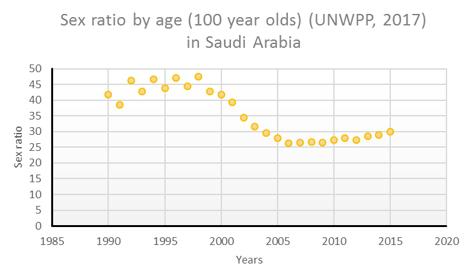 Sex ratio by age (100 year olds) (UNWPP, 2017)
in Saudi Arabia
50
45
40
35
30
25
20
15
10
5
0
Sex ratio
1985 1990 1995 2000 2005 2010 2015 2020
Years